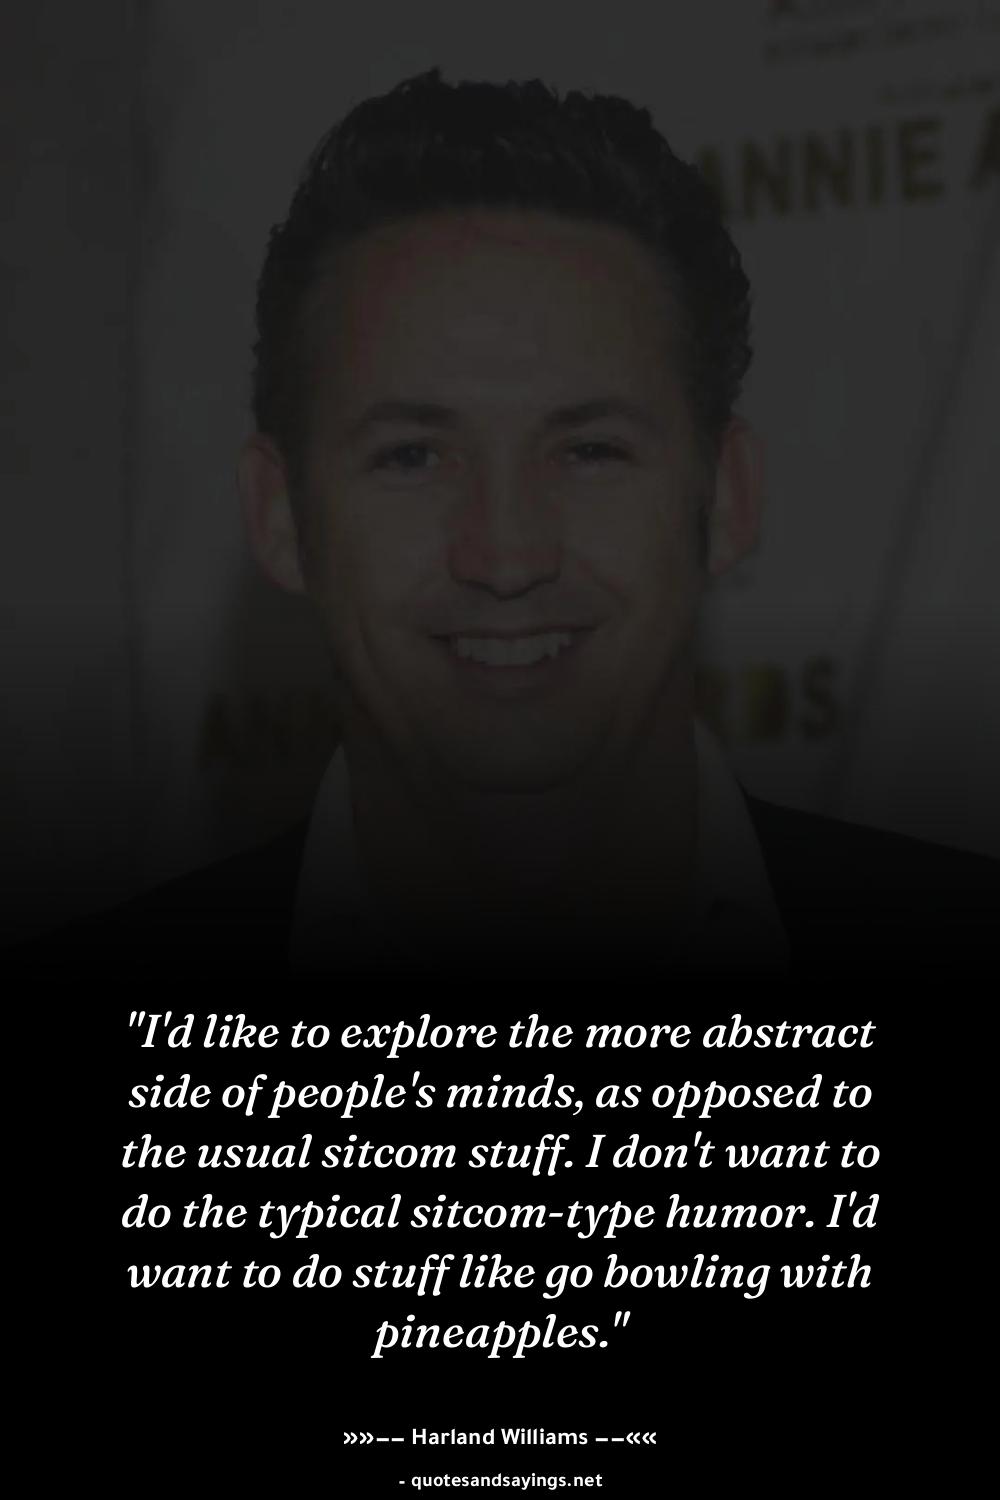 ANNIE A
"I'd like to explore the more abstract
side of people's minds, as opposed to
the usual sitcom stuff. I don't want to
do the typical sitcom-type humor. I'd
want to do stuff like go bowling with
pineapples."
»»−− Harland Williams −−««
- quotesandsayings.net